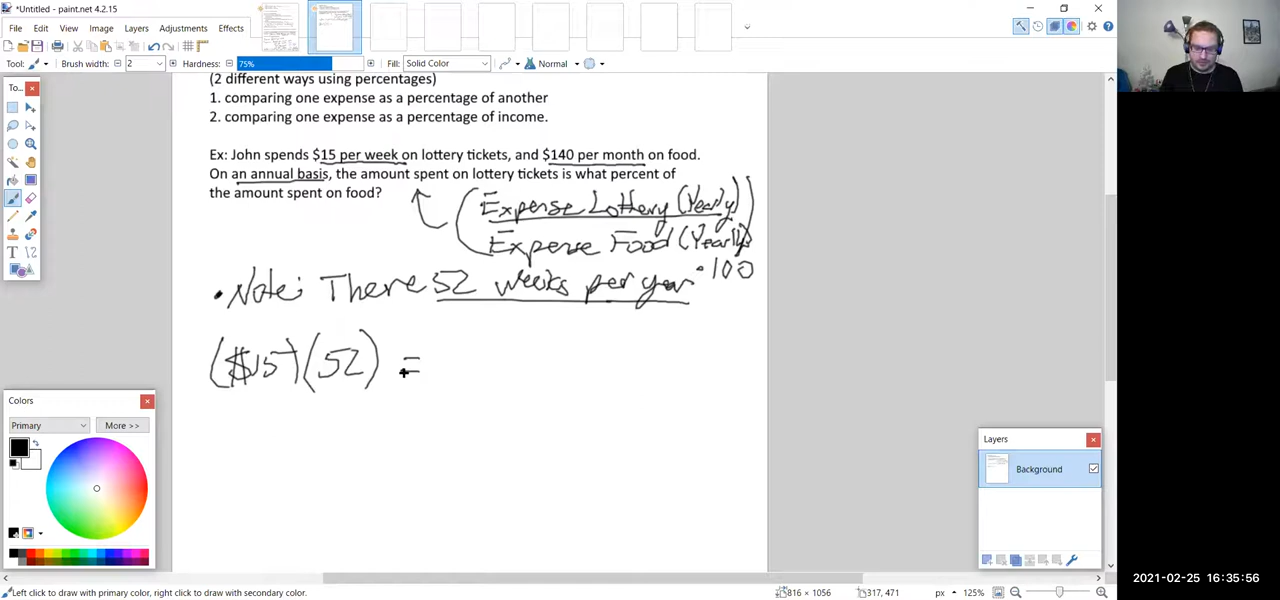 *Untitled - paint.net 4.2.15
File Edit View Image Layers Adjustments Effects
Tool: Brush width: 2 Hardness: 75% Fill: Solid Color Normal
(2 different ways using percentages)
1. comparing one expense as a percentage of another
2. comparing one expense as a percentage of income.
Ex: John spends $15 per week on lottery tickets, and $140 per month on food.
On an annual basis, the amount spent on lottery tickets is what percent of
the amount spent on food?
(Expense Lottery (Yearly))
Expense Food (Yearly)
•100
• Note: There 52 weeks per year
($15)(52) =
To...
Colors
Primary More >>
Layers
Background
Left click to draw with primary color, right click to draw with secondary color.
816 x 1056 317, 471 px 125%
2021-02-25 16:35:56